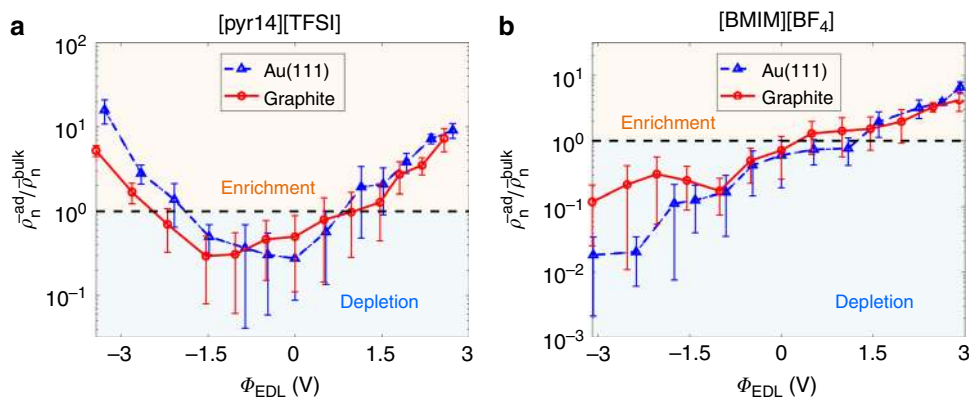 a
[pyr14][TFSI]
10²
10¹
10⁰
10⁻¹
ρ̄ₙᵃᵈ/ρ̄ₙᵇᵘˡᵏ
Au(111)
Graphite
Enrichment
Depletion
−3
−1.5
0
1.5
3
Φ_EDL (V)
b
[BMIM][BF₄]
10¹
10⁰
10⁻¹
10⁻²
10⁻³
ρ̄ₙᵃᵈ/ρ̄ₙᵇᵘˡᵏ
Au(111)
Graphite
Enrichment
Depletion
−3
−1.5
0
1.5
3
Φ_EDL (V)